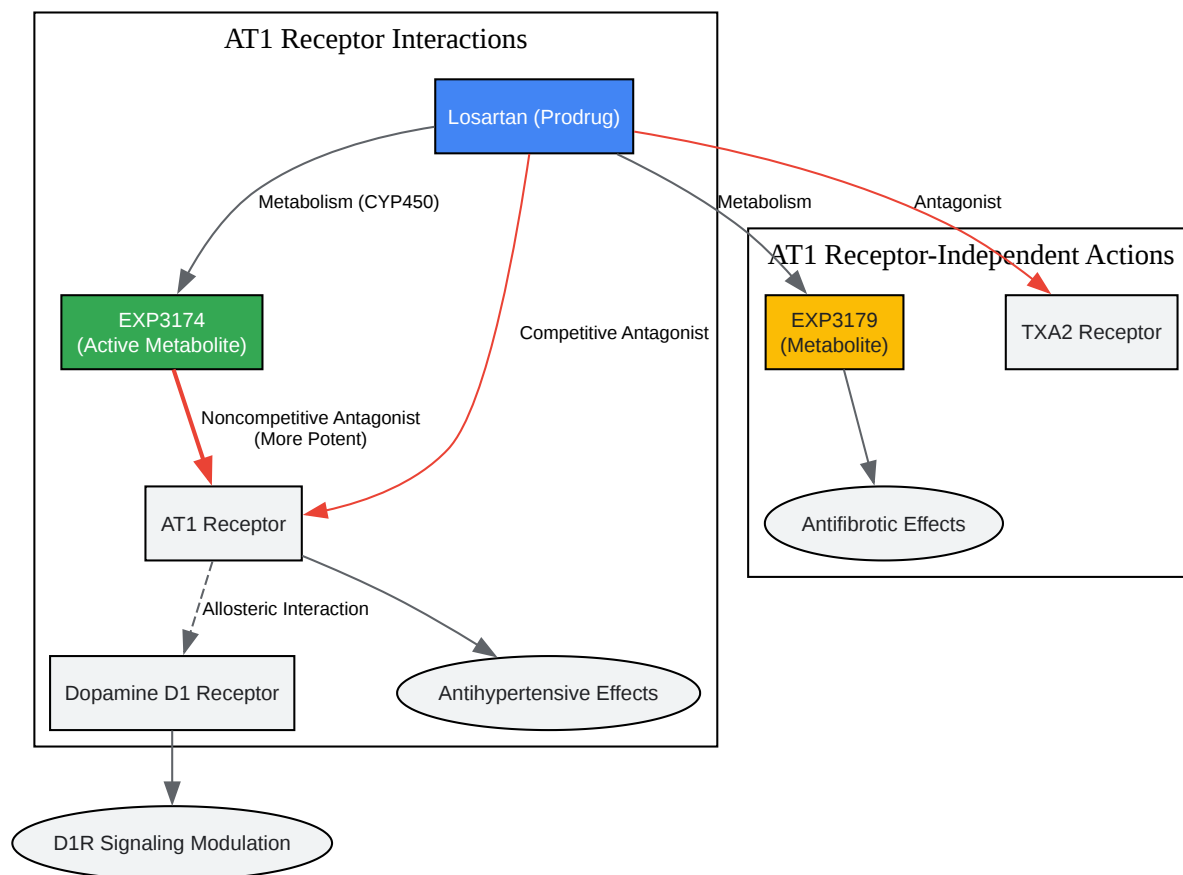 AT1 Receptor Interactions
Losartan (Prodrug)
Metabolism (CYP450)
Metabolism
Antagonist
AT1 Receptor-Independent Actions
EXP3174
(Active Metabolite)
Competitive Antagonist
EXP3179
(Metabolite)
TXA2 Receptor
Noncompetitive Antagonist
(More Potent)
AT1 Receptor
Antifibrotic Effects
Allosteric Interaction
Dopamine D1 Receptor
Antihypertensive Effects
D1R Signaling Modulation